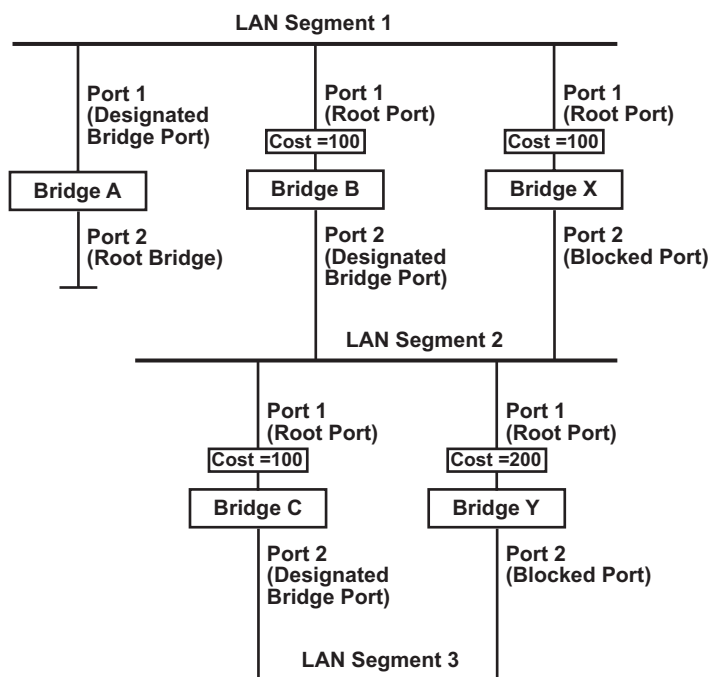 LAN Segment 1
Port 1
(Designated
Bridge Port)
Port 1
(Root Port)
Cost =100
Port 1
(Root Port)
Cost =100
Bridge A
Bridge B
Bridge X
Port 2
(Root Bridge)
Port 2
(Designated
Bridge Port)
Port 2
(Blocked Port)
LAN Segment 2
Port 1
(Root Port)
Cost =100
Port 1
(Root Port)
Cost =200
Bridge C
Bridge Y
Port 2
(Designated
Bridge Port)
Port 2
(Blocked Port)
LAN Segment 3